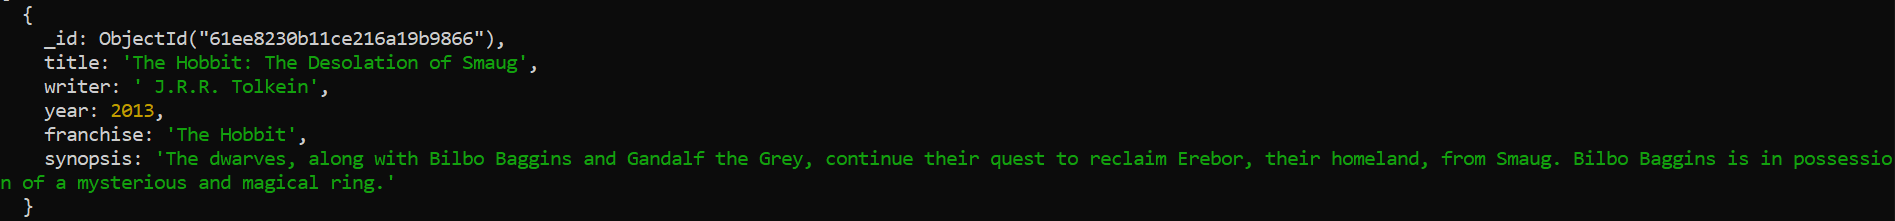 {
_id: ObjectId("61ee8230b11ce216a19b9866"),
title: 'The Hobbit: The Desolation of Smaug',
writer: ' J.R.R. Tolkein',
year: 2013,
franchise: 'The Hobbit',
synopsis: 'The dwarves, along with Bilbo Baggins and Gandalf the Grey, continue their quest to reclaim Erebor, their homeland, from Smaug. Bilbo Baggins is in possessio
n of a mysterious and magical ring.'
}